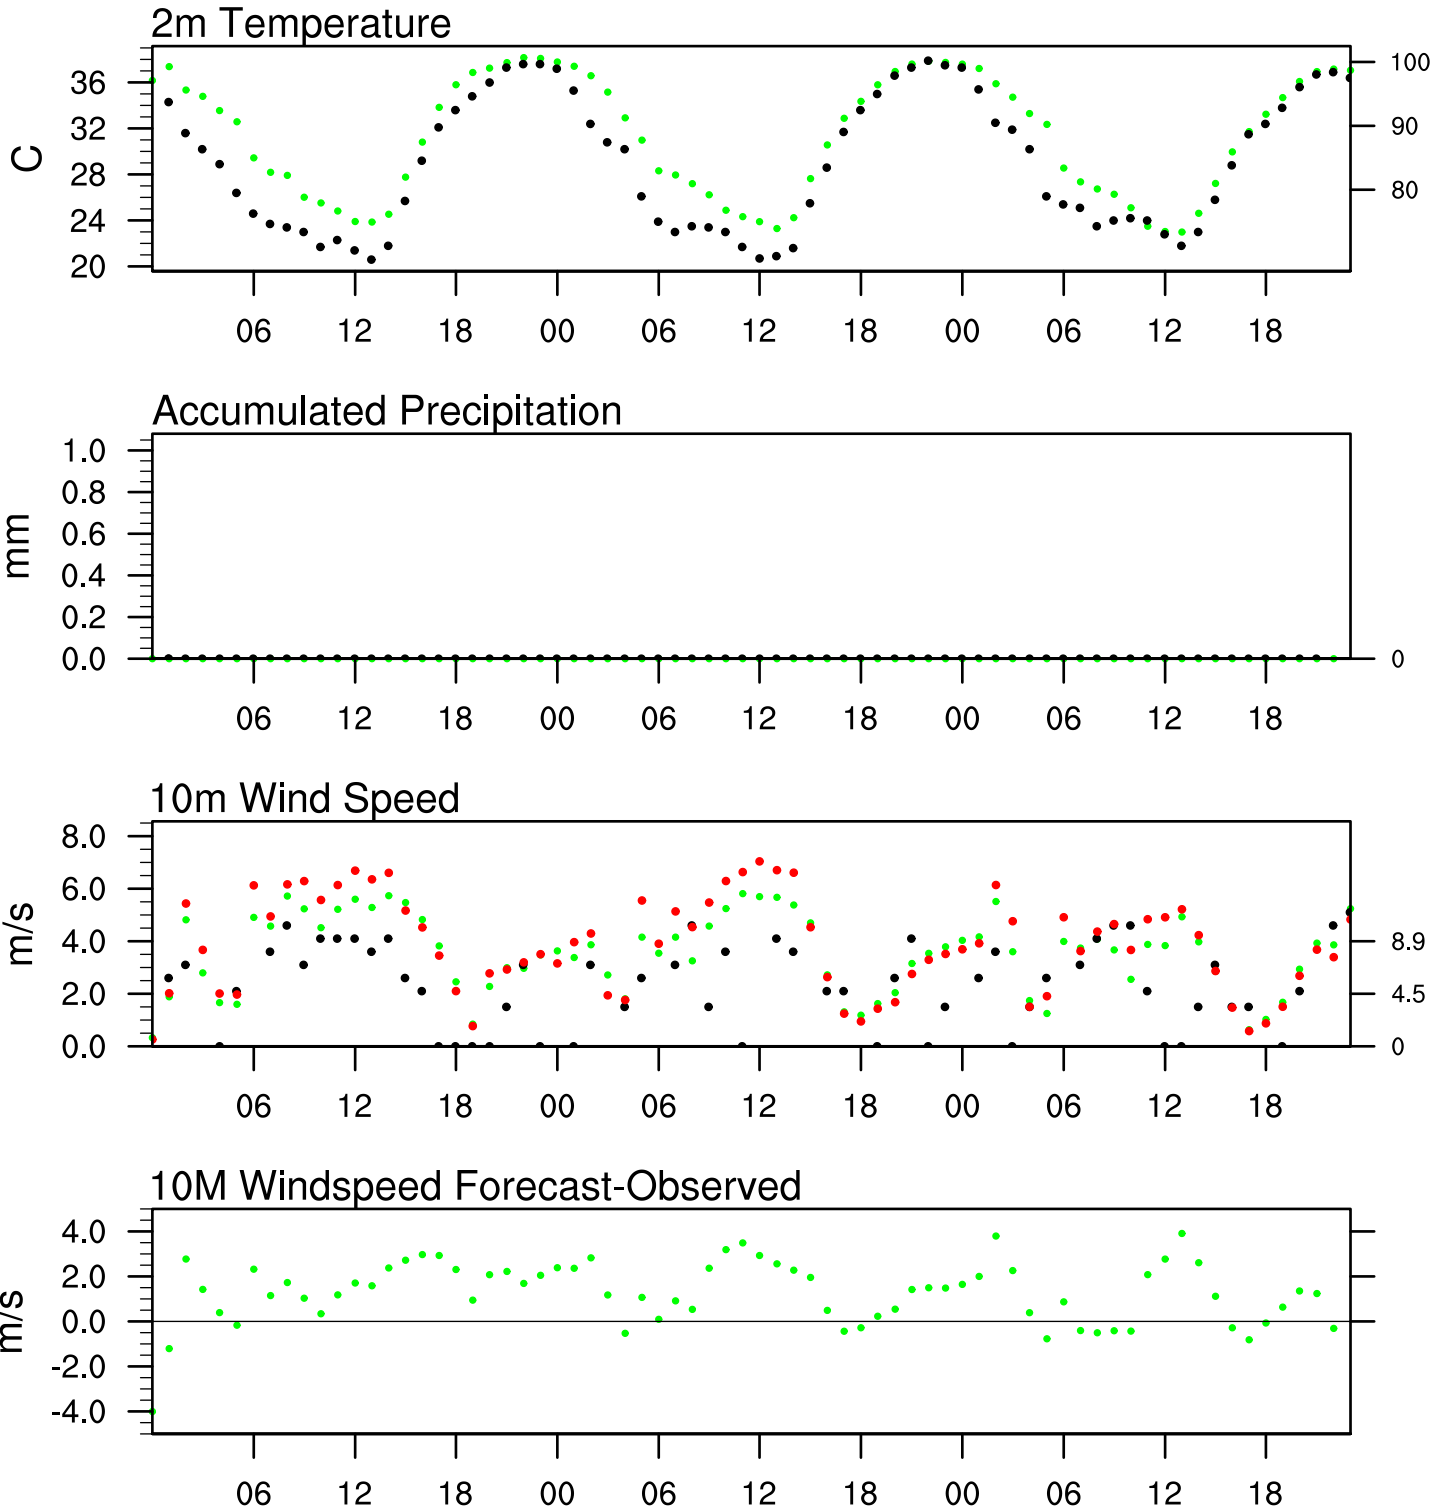 2m Temperature
C
36
32
28
24
20
100
90
80
06 12 18 00 06 12 18 00 06 12 18
Accumulated Precipitation
mm
1.0
0.8
0.6
0.4
0.2
0.0
0
06 12 18 00 06 12 18 00 06 12 18
10m Wind Speed
m/s
8.0
6.0
4.0
2.0
0.0
8.9
4.5
0
06 12 18 00 06 12 18 00 06 12 18
10M Windspeed Forecast-Observed
m/s
4.0
2.0
0.0
-2.0
-4.0
06 12 18 00 06 12 18 00 06 12 18